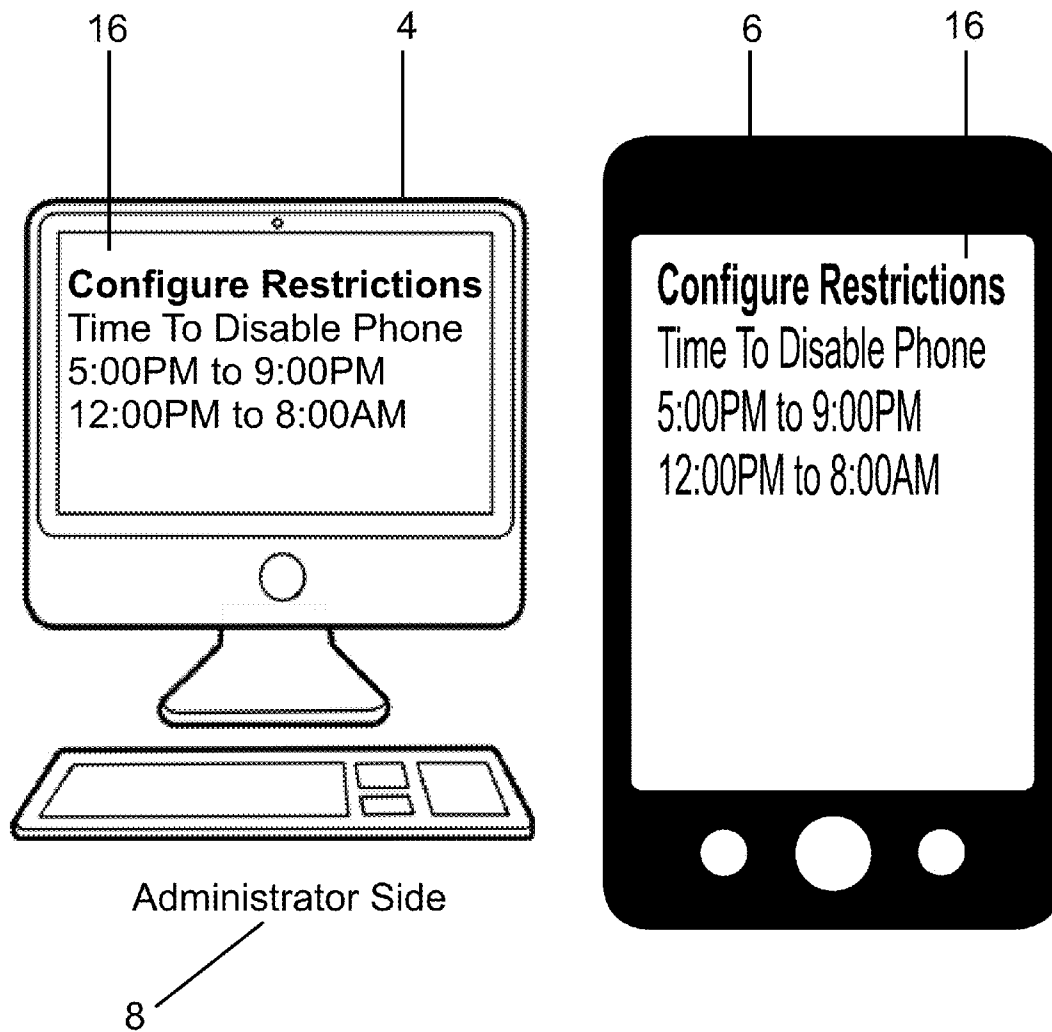 16
4
6
16
Configure Restrictions
Time To Disable Phone
5:00PM to 9:00PM
12:00PM to 8:00AM
Configure Restrictions
Time To Disable Phone
5:00PM to 9:00PM
12:00PM to 8:00AM
Administrator Side
8